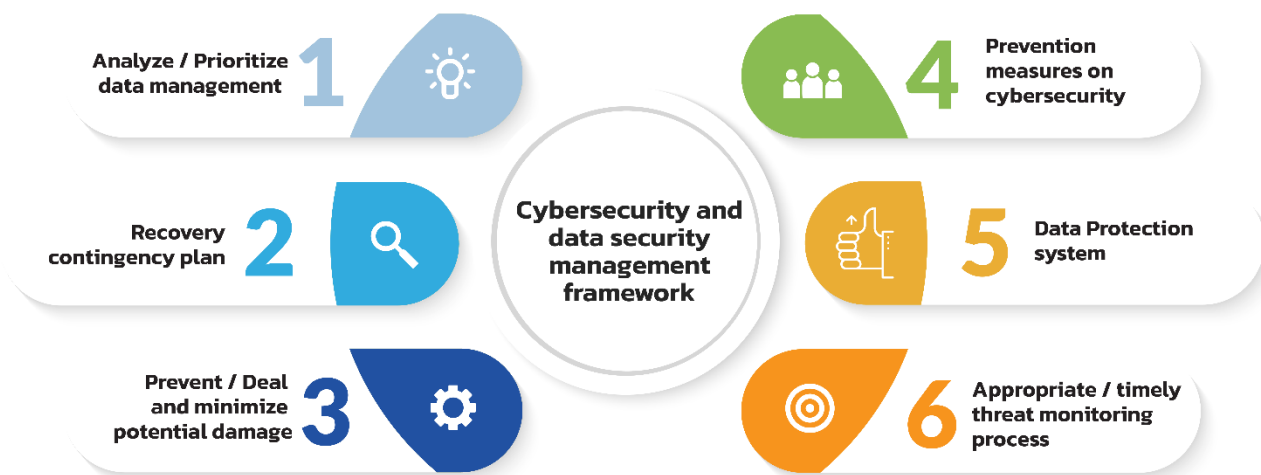 Analyze / Prioritize
data management
1
Recovery
contingency plan
2
Prevent / Deal
and minimize
potential damage
3
Cybersecurity and
data security
management
framework
4
Prevention
measures on
cybersecurity
5
Data Protection
system
6
Appropriate / timely
threat monitoring
process